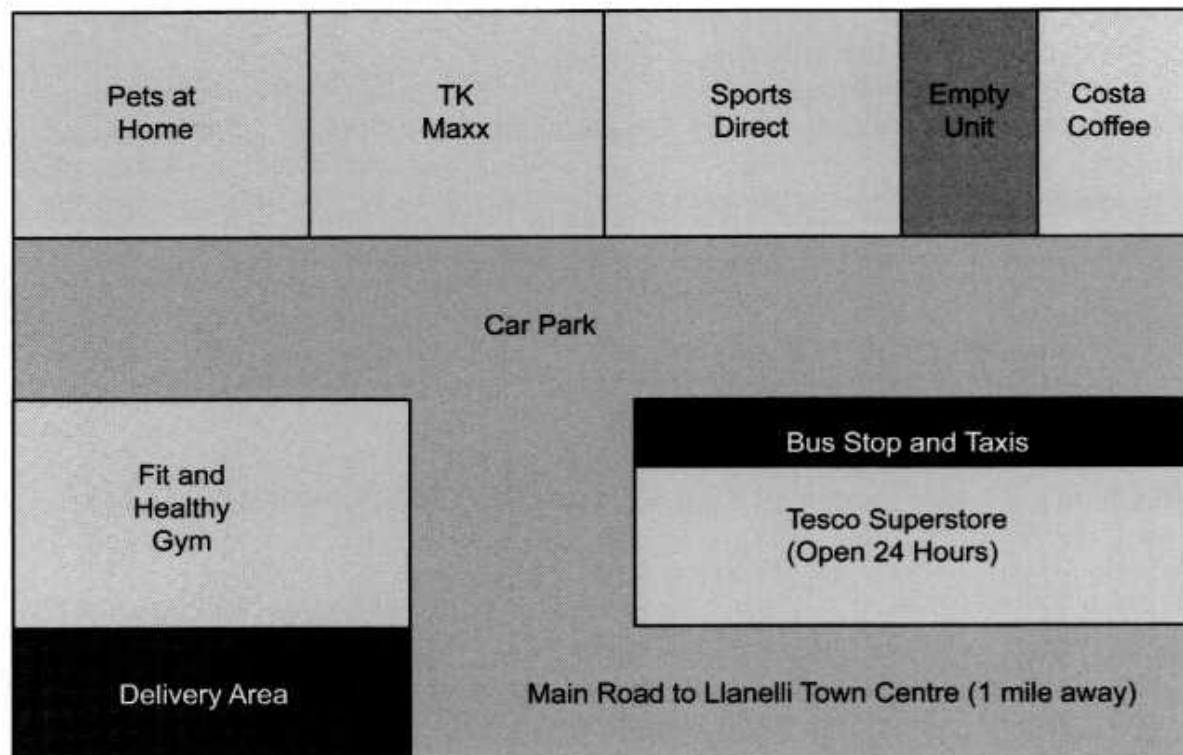 Pets at
Home
TK
Maxx
Sports
Direct
Empty
Unit
Costa
Coffee
Car Park
Fit and
Healthy
Gym
Bus Stop and Taxis
Tesco Superstore
(Open 24 Hours)
Delivery Area
Main Road to Llanelli Town Centre (1 mile away)